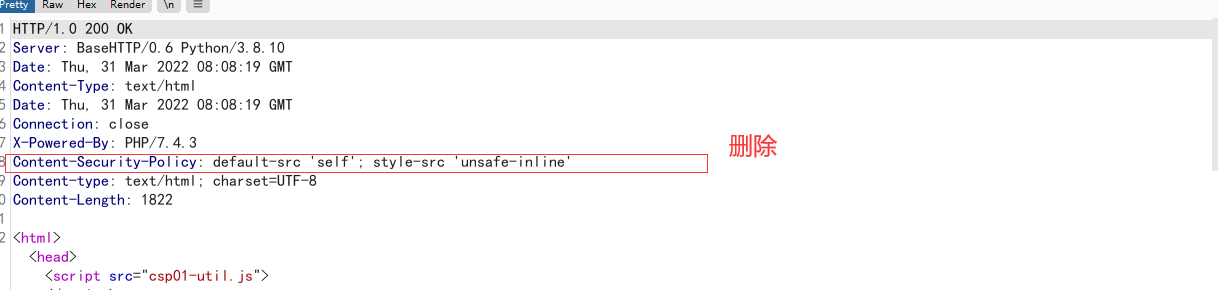 Pretty Raw Hex Render \n ≡
1 HTTP/1.0 200 OK
2 Server: BaseHTTP/0.6 Python/3.8.10
3 Date: Thu, 31 Mar 2022 08:08:19 GMT
4 Content-Type: text/html
5 Date: Thu, 31 Mar 2022 08:08:19 GMT
6 Connection: close
7 X-Powered-By: PHP/7.4.3
8 Content-Security-Policy: default-src 'self'; style-src 'unsafe-inline'
删除
9 Content-type: text/html; charset=UTF-8
0 Content-Length: 1822
1
2 <html>
<head>
<script src="csp01-util.js">